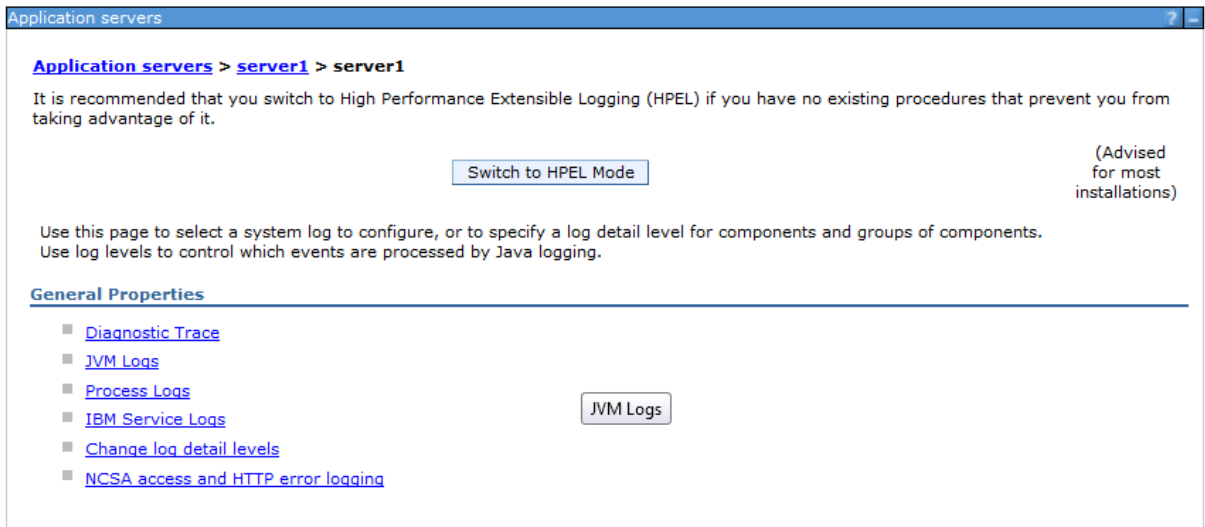 Application servers ? –
Application servers > server1 > server1
It is recommended that you switch to High Performance Extensible Logging (HPEL) if you have no existing procedures that prevent you from
taking advantage of it.
Switch to HPEL Mode
(Advised
for most
installations)
Use this page to select a system log to configure, or to specify a log detail level for components and groups of components.
Use log levels to control which events are processed by Java logging.
General Properties
Diagnostic Trace
JVM Logs
Process Logs
JVM Logs
IBM Service Logs
Change log detail levels
NCSA access and HTTP error logging